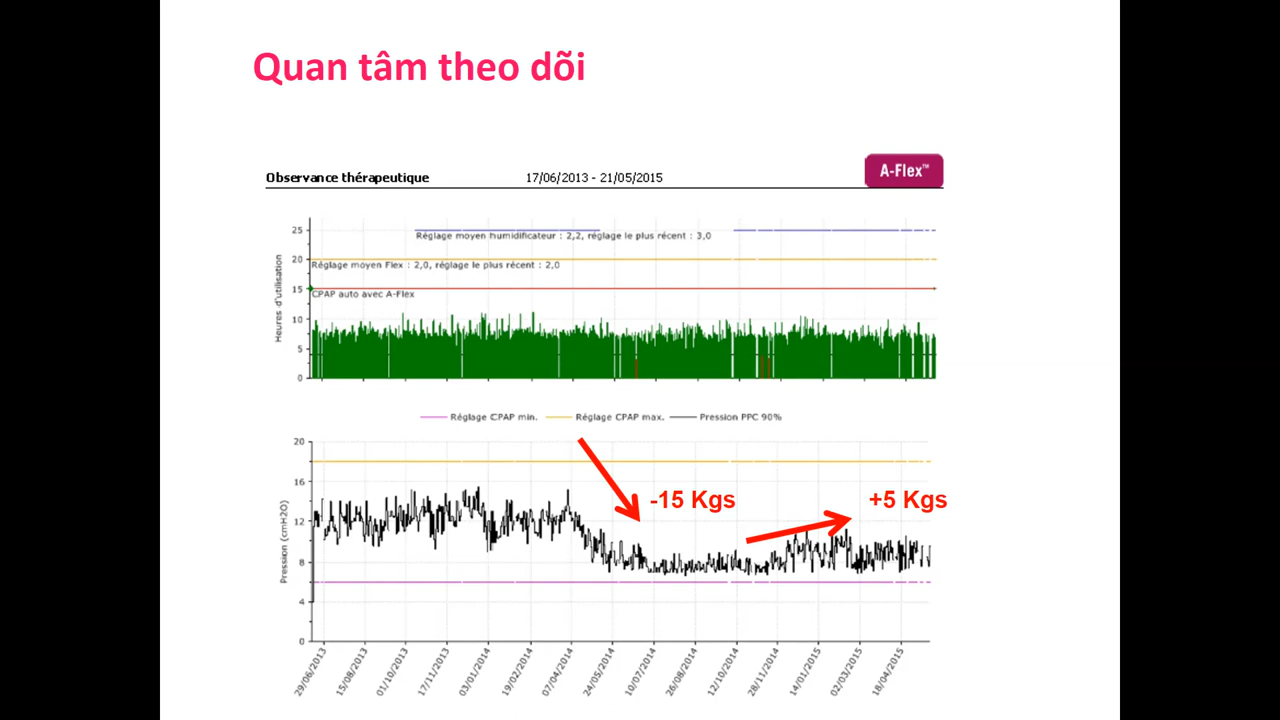 Quan tâm theo dõi
Observance thérapeutique 17/06/2013 - 21/05/2015 A-Flex™
Heures d'utilisation
25
20
15
10
5
0
Réglage moyen humidificateur : 2,2, réglage le plus récent : 3,0
Réglage moyen Flex : 2,0, réglage le plus récent : 2,0
CPAP auto avec A-Flex
Réglage CPAP min. Réglage CPAP max. Pression PPC 90%
Pression (cmH2O)
20
16
12
8
4
0
-15 Kgs
+5 Kgs
29/06/2013
15/08/2013
01/10/2013
17/11/2013
03/01/2014
19/02/2014
07/04/2014
24/05/2014
10/07/2014
26/08/2014
12/10/2014
28/11/2014
14/01/2015
02/03/2015
18/04/2015